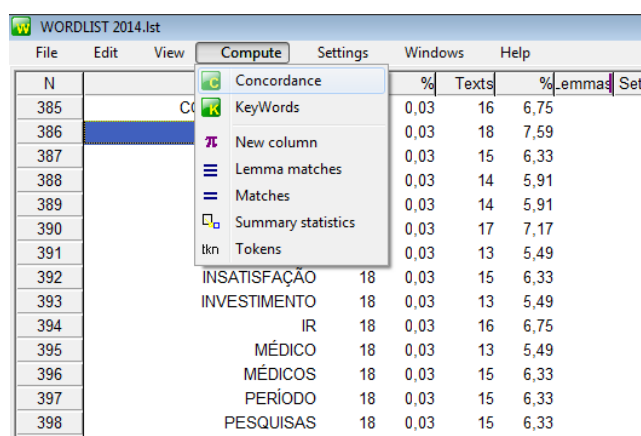 WORDLIST 2014.lst
File Edit View Compute Settings Windows Help
N % Texts % Lemmas Set
385 CO 0,03 16 6,75
386 0,03 18 7,59
387 0,03 15 6,33
388 0,03 14 5,91
389 0,03 14 5,91
390 0,03 17 7,17
391 0,03 13 5,49
392 INSATISFAÇÃO 18 0,03 15 6,33
393 INVESTIMENTO 18 0,03 13 5,49
394 IR 18 0,03 16 6,75
395 MÉDICO 18 0,03 13 5,49
396 MÉDICOS 18 0,03 15 6,33
397 PERÍODO 18 0,03 15 6,33
398 PESQUISAS 18 0,03 15 6,33
C Concordance
K KeyWords
π New column
Lemma matches
Matches
Summary statistics
tkn Tokens